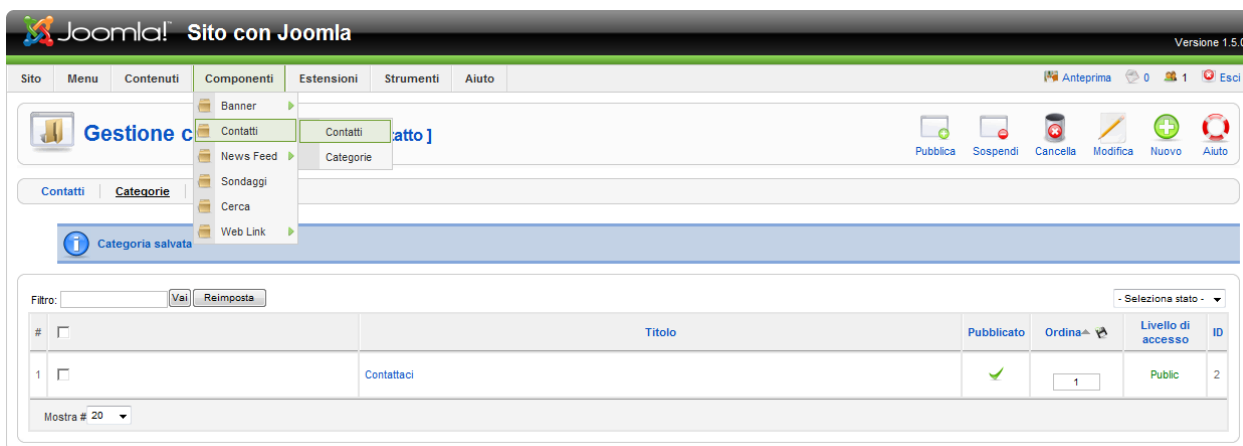 Joomla! Sito con Joomla
Versione 1.5.0
Sito Menu Contenuti Componenti Estensioni Strumenti Aiuto Anteprima 0 1 Esci
Banner
Contatti
News Feed
Sondaggi
Cerca
Web Link
Contatti
Categorie
Gestione c
tatto ]
Pubblica Sospendi Cancella Modifica Nuovo Aiuto
Contatti Categorie
Categoria salvata
Filtro: Vai Reimposta - Seleziona stato -
# Titolo Pubblicato Ordina Livello di accesso ID
1 Contattaci 1 Public 2
Mostra # 20